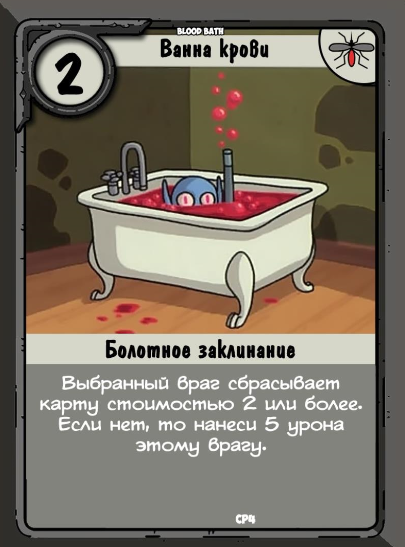 BLOOD BATH
2
Ванна крови
Болотное заклинание
Выбранный враг сбрасывает
карту стоимостью 2 или более.
Если нет, то нанеси 5 урона
этому врагу.
CP4